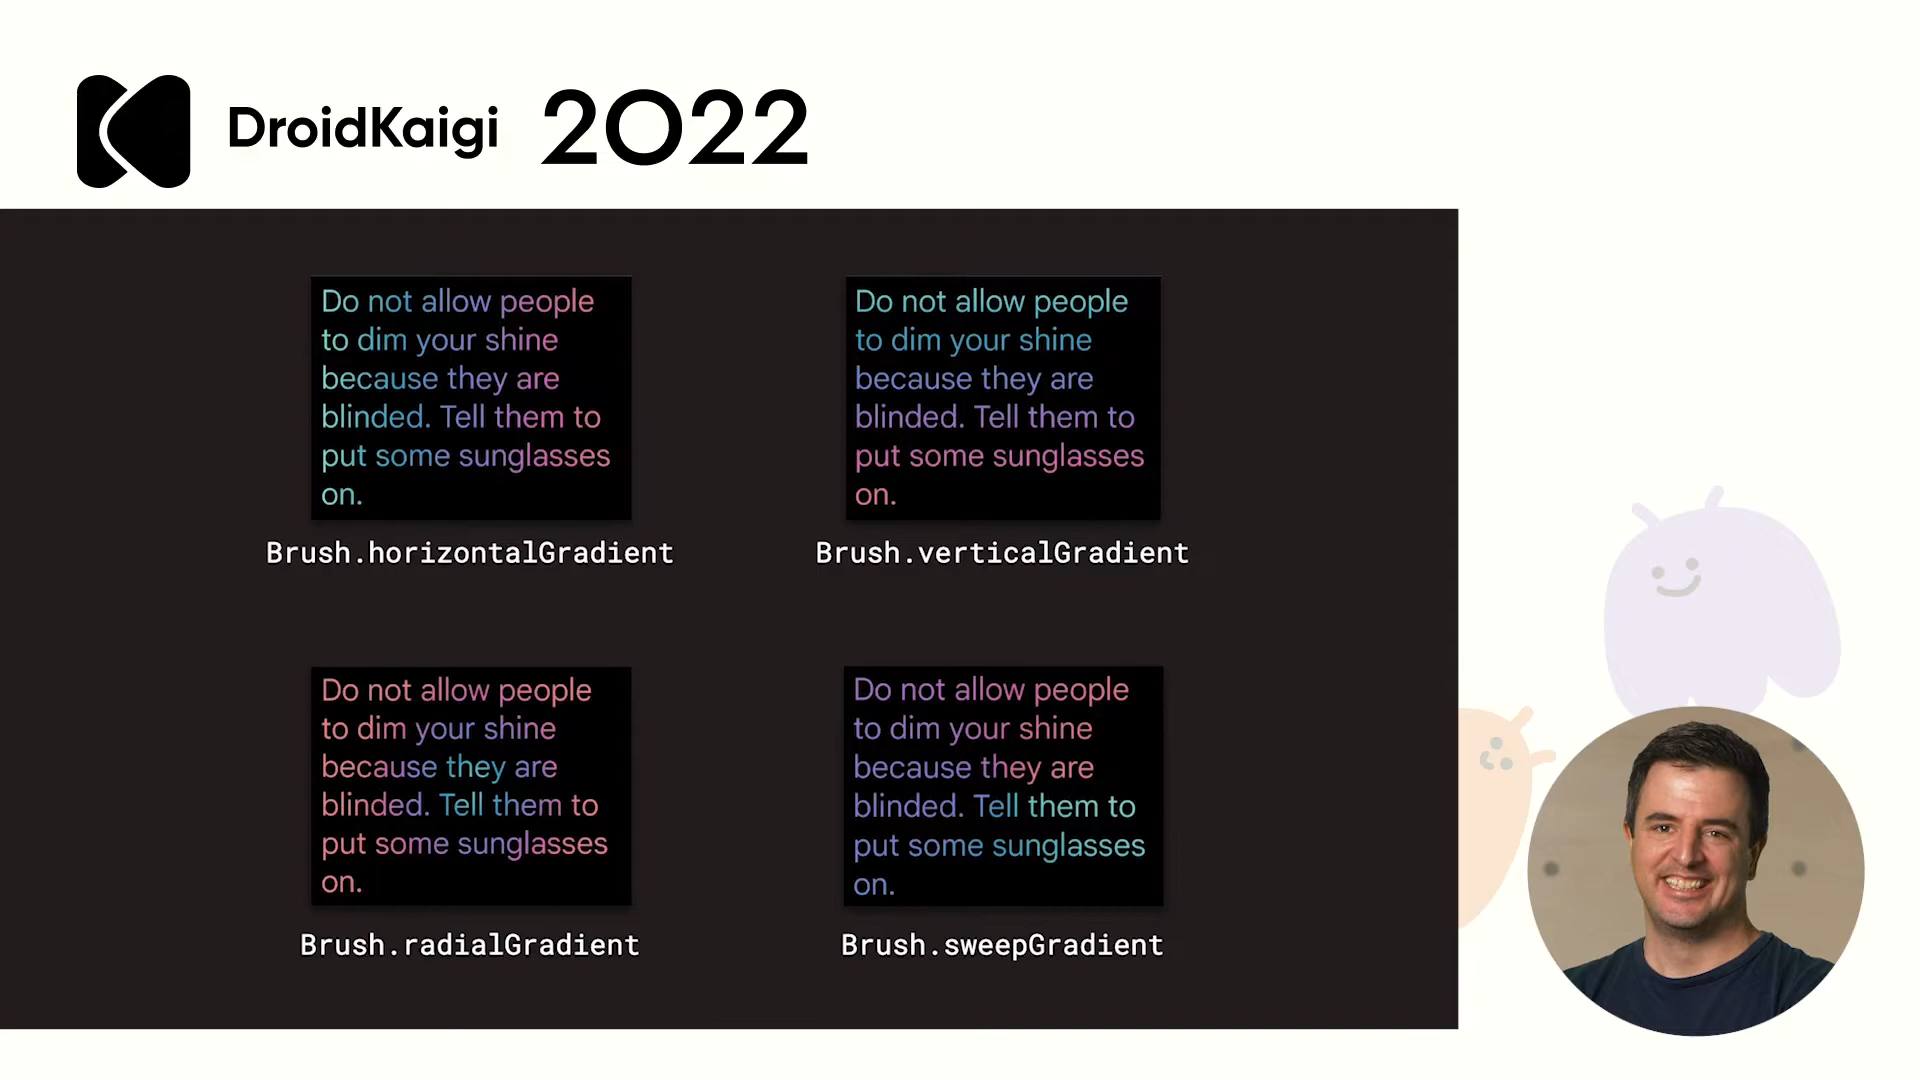 DroidKaigi 2022
Do not allow people
to dim your shine
because they are
blinded. Tell them to
put some sunglasses
on.
Brush.horizontalGradient
Do not allow people
to dim your shine
because they are
blinded. Tell them to
put some sunglasses
on.
Brush.verticalGradient
Do not allow people
to dim your shine
because they are
blinded. Tell them to
put some sunglasses
on.
Brush.radialGradient
Do not allow people
to dim your shine
because they are
blinded. Tell them to
put some sunglasses
on.
Brush.sweepGradient